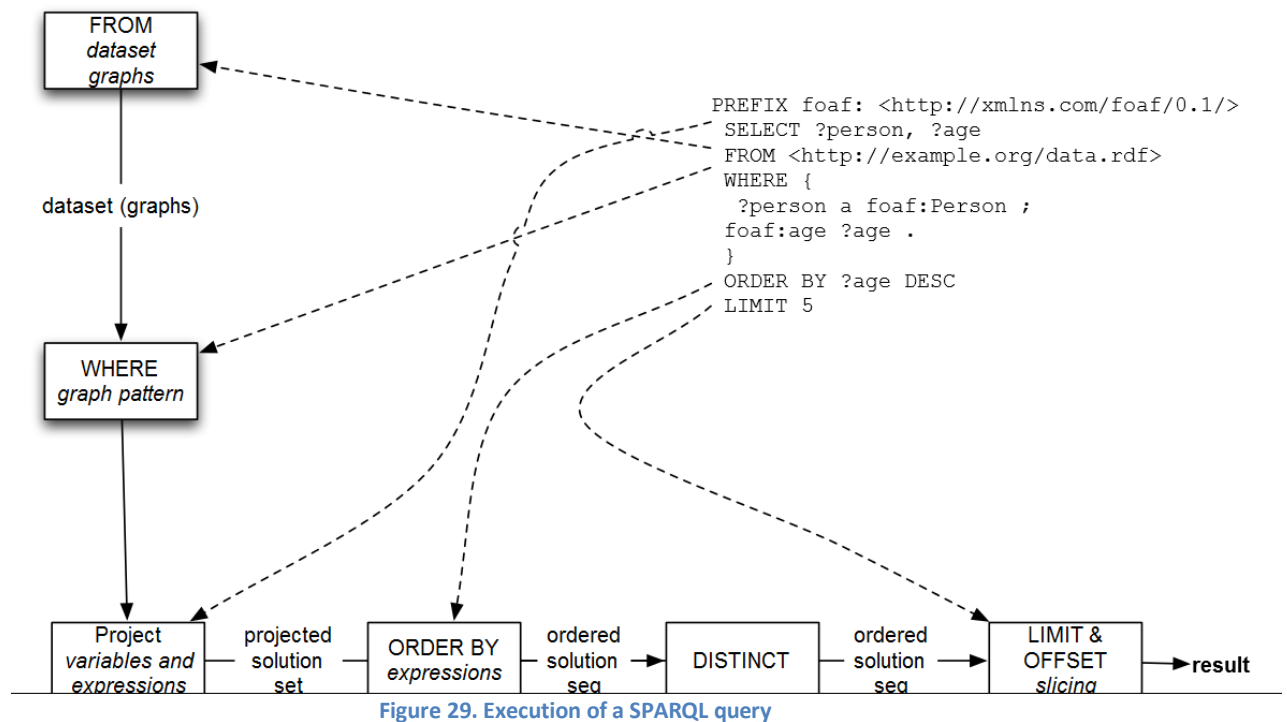 FROM
dataset
graphs
PREFIX foaf: <http://xmlns.com/foaf/0.1/>
SELECT ?person, ?age
FROM <http://example.org/data.rdf>
WHERE {
?person a foaf:Person ;
foaf:age ?age .
}
ORDER BY ?age DESC
LIMIT 5
dataset (graphs)
WHERE
graph pattern
Project
variables and
expressions
projected
solution
set
ORDER BY
expressions
ordered
solution
seq
DISTINCT
ordered
solution
seq
LIMIT &
OFFSET
slicing
result
Figure 29. Execution of a SPARQL query